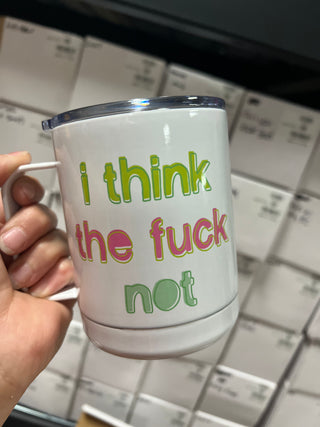 i think
the fuck
not